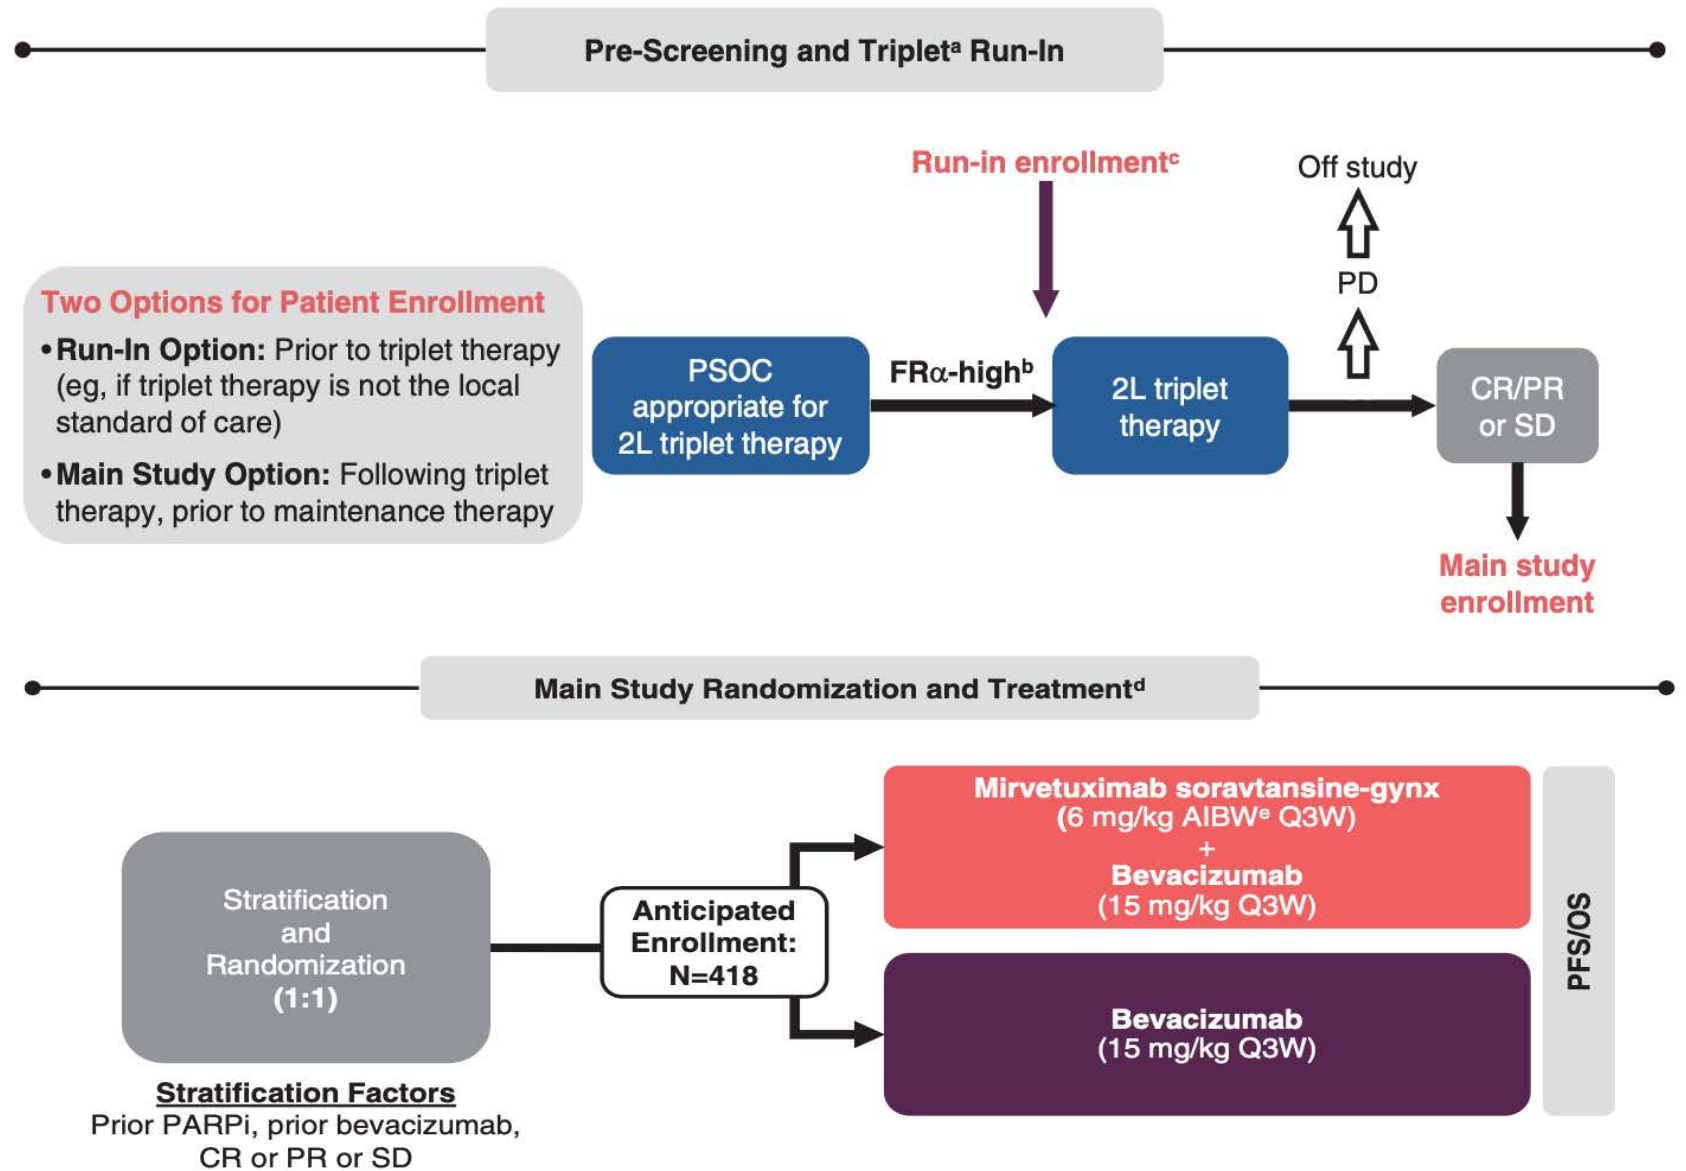 Pre-Screening and Tripletᵃ Run-In
Run-in enrollmentᶜ
Off study
PD
Two Options for Patient Enrollment
•Run-In Option: Prior to triplet therapy
(eg, if triplet therapy is not the local
standard of care)
•Main Study Option: Following triplet
therapy, prior to maintenance therapy
PSOC
appropriate for
2L triplet therapy
FRα-highᵇ
2L triplet
therapy
CR/PR
or SD
Main study
enrollment
Main Study Randomization and Treatmentᵈ
Stratification
and
Randomization
(1:1)
Stratification Factors
Prior PARPi, prior bevacizumab,
CR or PR or SD
Anticipated
Enrollment:
N=418
Mirvetuximab soravtansine-gynx
(6 mg/kg AIBWᵉ Q3W)
+
Bevacizumab
(15 mg/kg Q3W)
Bevacizumab
(15 mg/kg Q3W)
PFS/OS